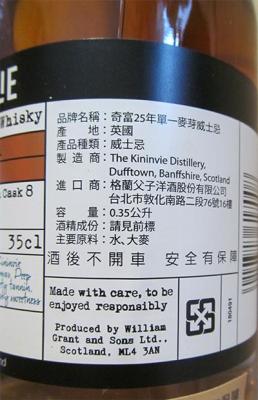 IE
Whisky
Cask 8
35cl
Deep
tannin,
sweetness
品牌名稱：奇富25年單一麥芽威士忌
產　　地：英國
產品種類：威士忌
製 造 商：The Kininvie Distillery,
Dufftown, Banffshire, Scotland
進 口 商：格蘭父子洋酒股份有限公司
台北市敦化南路二段76號16樓
容　　量：0.35公升
酒精成份：請見前標
主要原料：水、大麥
酒後不開車　安全有保障
Made with care, to be
enjoyed responsibly
Produced by William
Grant and Sons Ltd.,
Scotland, ML4 3AN
180491